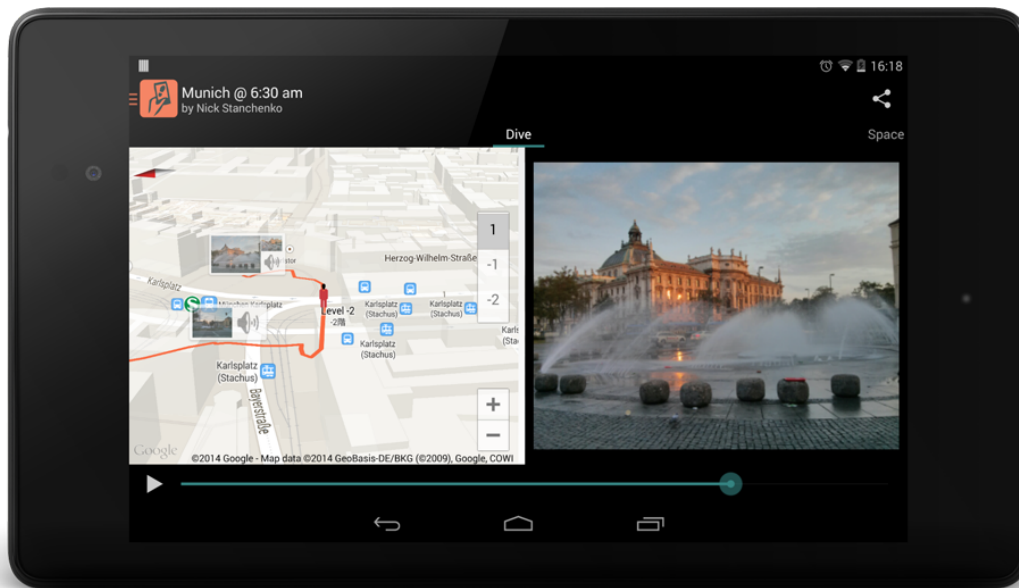 16:18
Munich @ 6:30 am
by Nick Stanchenko
Dive
Space
1
-1
-2
Herzog-Wilhelm-Straße
Karlsplatz
Karlsplatz
(Stachus)
Karlsplatz
(Stachus)
Level -2
-2階
Karlsplatz
(Stachus)
Karlsplatz
(Stachus)
Bayerstraße
+
−
Google
©2014 Google - Map data ©2014 GeoBasis-DE/BKG (©2009), Google, COWI